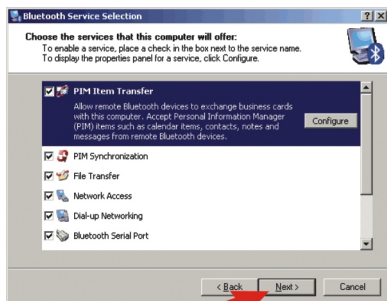 Bluetooth Service Selection
Choose the services that this computer will offer:
To enable a service, place a check in the box next to the service name.
To display the properties panel for a service, click Configure.
PIM Item Transfer
Allow remote Bluetooth devices to exchange business cards
with this computer. Accept Personal Information Manager
(PIM) items such as calendar items, contacts, notes and
messages from remote Bluetooth devices.
Configure
PIM Synchronization
File Transfer
Network Access
Dial-up Networking
Bluetooth Serial Port
< Back Next > Cancel